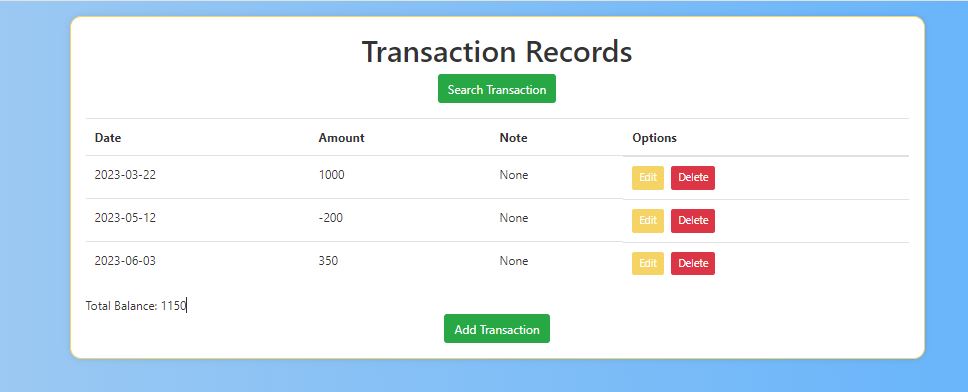 Transaction Records
Search Transaction
Date Amount Note Options
2023-03-22 1000 None Edit Delete
2023-05-12 -200 None Edit Delete
2023-06-03 350 None Edit Delete
Total Balance: 1150
Add Transaction